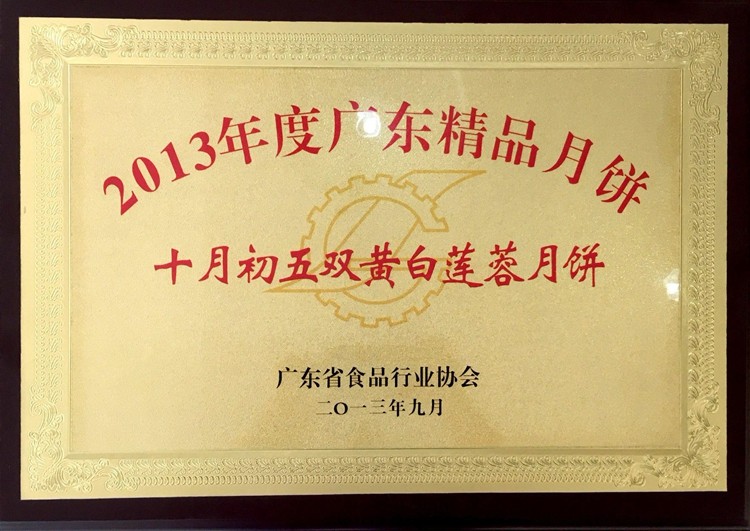 2013年度广东精品月饼
十月初五双黄白莲蓉月饼
广东省食品行业协会
二〇一三年九月